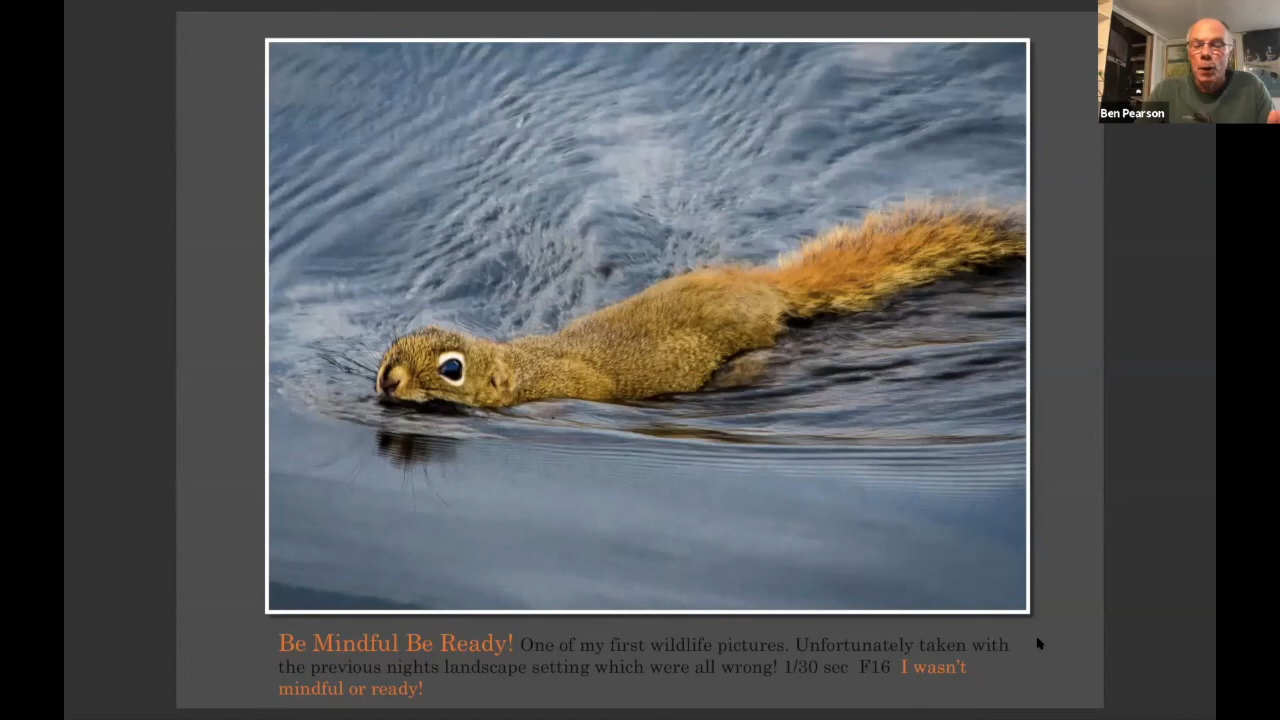 Ben Pearson
Be Mindful Be Ready! One of my first wildlife pictures. Unfortunately taken with
the previous nights landscape setting which were all wrong! 1/30 sec F16 I wasn't
mindful or ready!